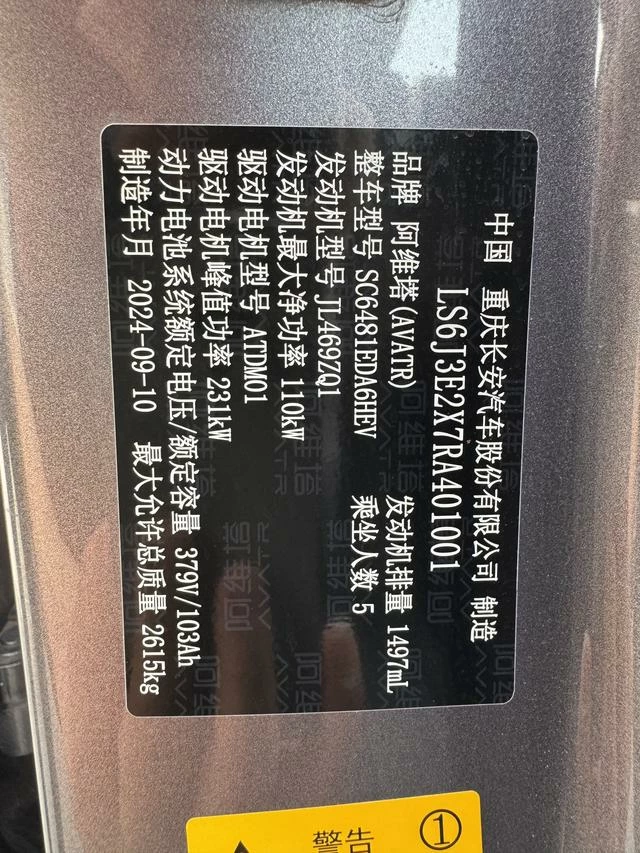 中国 重庆长安汽车股份有限公司 制造
LS6J3E2X7RA401001
品牌 阿维塔(AVATR) 发动机排量 1497mL
整车型号 SC6481EDA6HEV 乘坐人数 5
发动机型号 JL469ZQ1
发动机最大净功率 110kW
驱动电机型号 ATDM01
驱动电机峰值功率 231kW
动力电池系统额定电压/额定容量 379V/103Ah
制造年月 2024-09-10 最大允许总质量 2615kg
警告
①